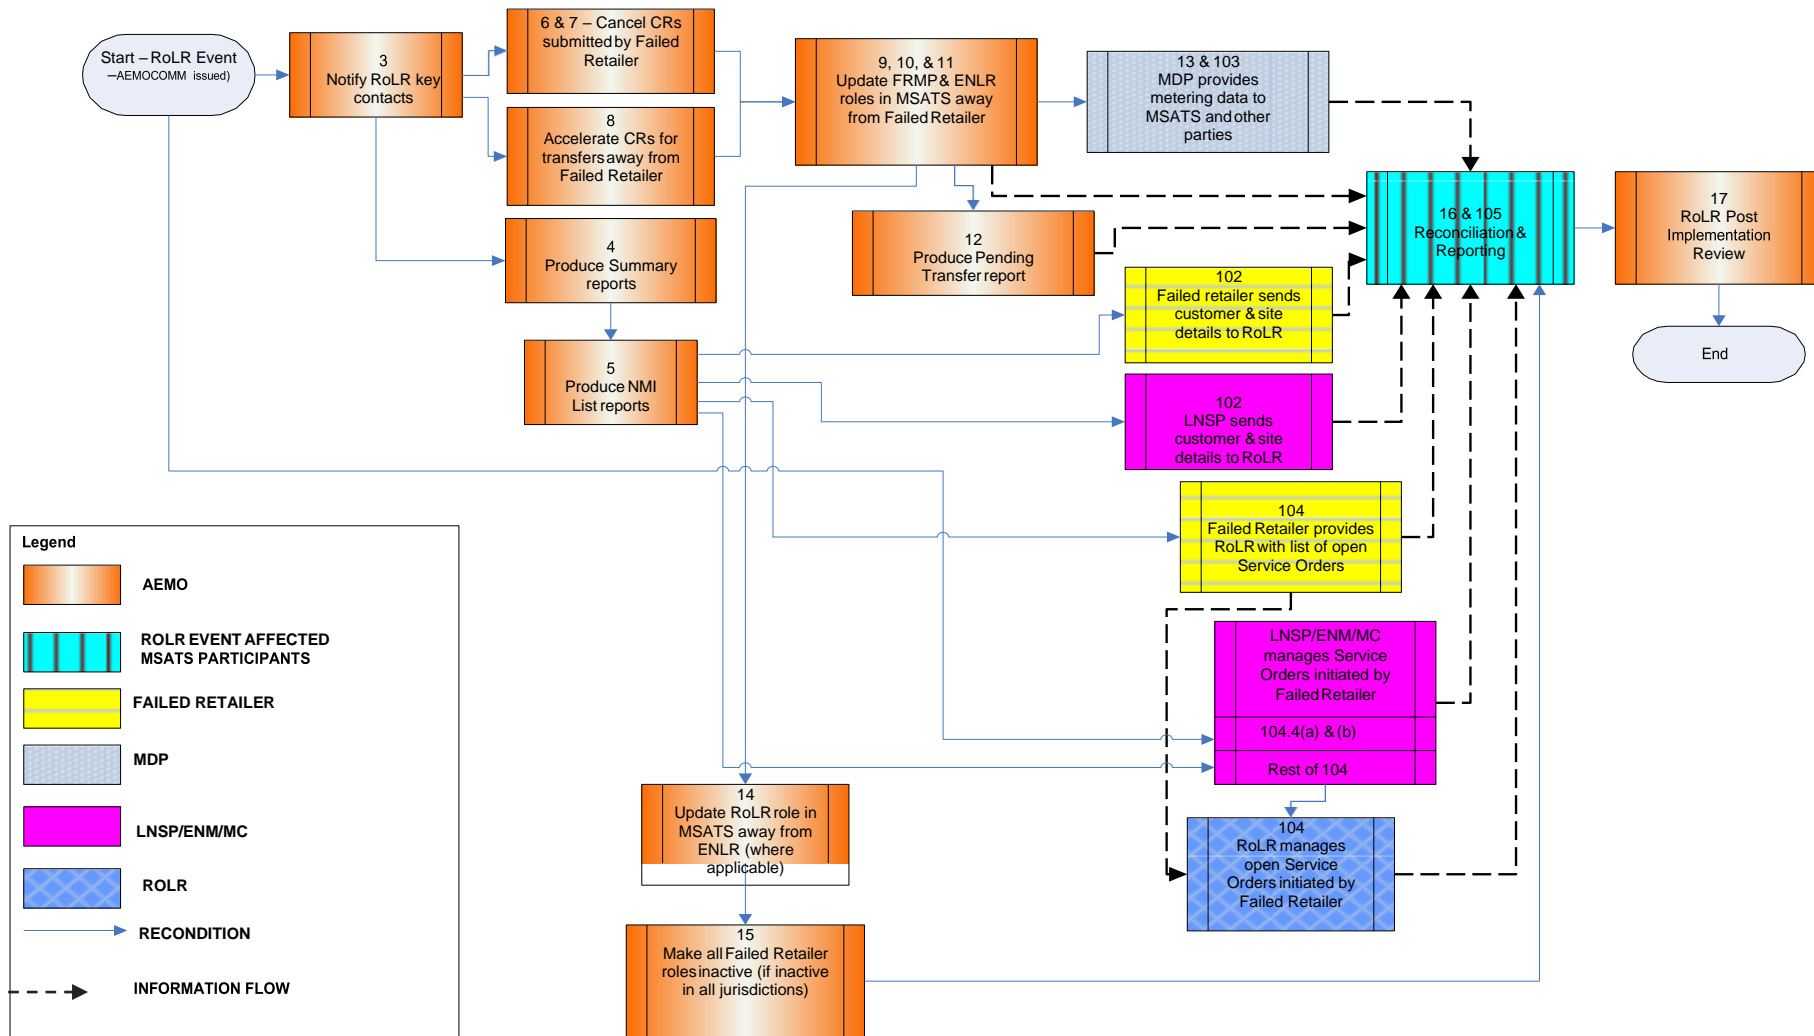 Start – RoLR Event
–AEMOCOMM issued)
3
Notify RoLR key
contacts
6 & 7 – Cancel CRs
submitted by Failed
Retailer
8
Accelerate CRs for
transfers away from
Failed Retailer
4
Produce Summary
reports
5
Produce NMI
List reports
9, 10, & 11
Update FRMP & ENLR
roles in MSATS away
from Failed Retailer
12
Produce Pending
Transfer report
13 & 103
MDP provides
metering data to
MSATS and other
parties
16 & 105
Reconciliation &
Reporting
17
RoLR Post
Implementation
Review
End
102
Failed retailer sends
customer & site
details to RoLR
102
LNSP sends
customer & site
details to RoLR
104
Failed Retailer provides
RoLR with list of open
Service Orders
LNSP/ENM/MC
manages Service
Orders initiated by
Failed Retailer
104.4(a) & (b)
Rest of 104
104
RoLR manages
open Service
Orders initiated by
Failed Retailer
14
Update RoLR role in
MSATS away from
ENLR (where
applicable)
15
Make all Failed Retailer
roles inactive (if inactive
in all jurisdictions)
Legend
AEMO
ROLR EVENT AFFECTED
MSATS PARTICIPANTS
FAILED RETAILER
MDP
LNSP/ENM/MC
ROLR
RECONDITION
INFORMATION FLOW